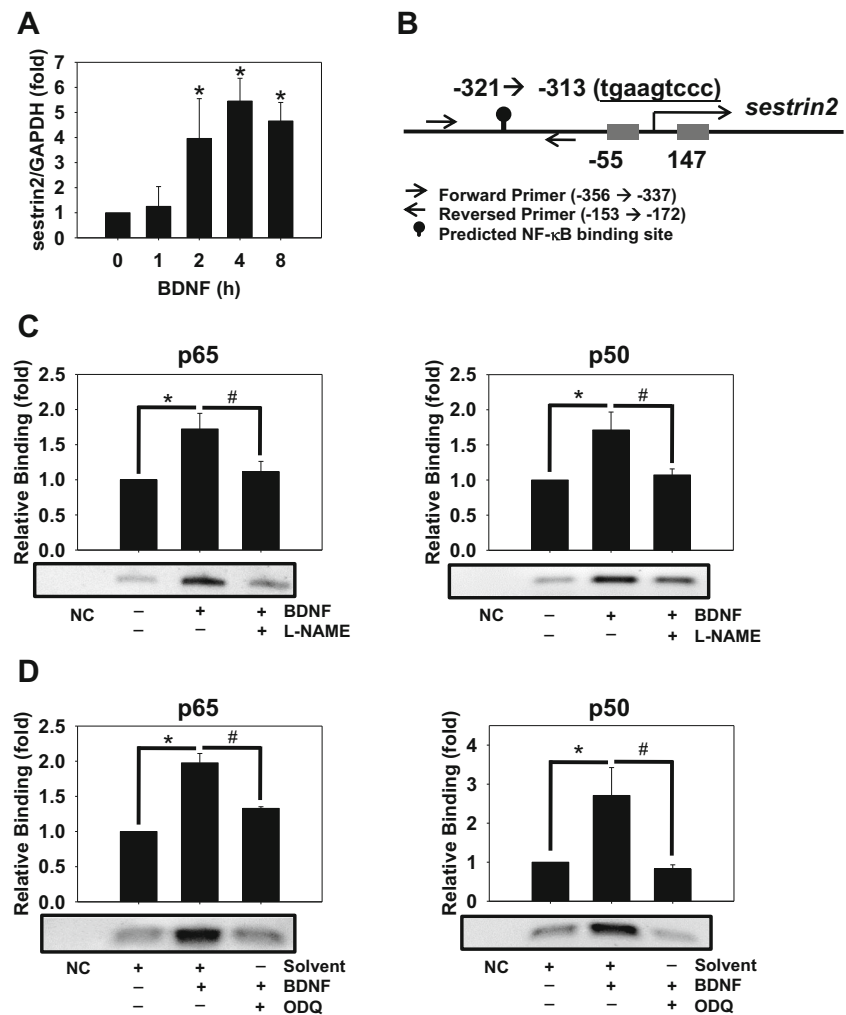 A
sestrin2/GAPDH (fold)
7
6
5
4
3
2
1
0
* * *
0 1 2 4 8
BDNF (h)
B
-321→ -313 (tgaagtccc)
sestrin2
-55 147
→ Forward Primer (-356 → -337)
← Reversed Primer (-153 → -172)
Predicted NF-κB binding site
C
p65
Relative Binding (fold)
2.5
2.0
1.5
1.0
0.5
0.0
* #
NC − + + BDNF
− − + L-NAME
p50
Relative Binding (fold)
2.5
2.0
1.5
1.0
0.5
0.0
* #
NC − + + BDNF
− − + L-NAME
D
p65
Relative Binding (fold)
2.5
2.0
1.5
1.0
0.5
0.0
* #
NC + + − Solvent
− + + BDNF
− − + ODQ
p50
Relative Binding (fold)
4
3
2
1
0
* #
NC + + − Solvent
− + + BDNF
− − + ODQ